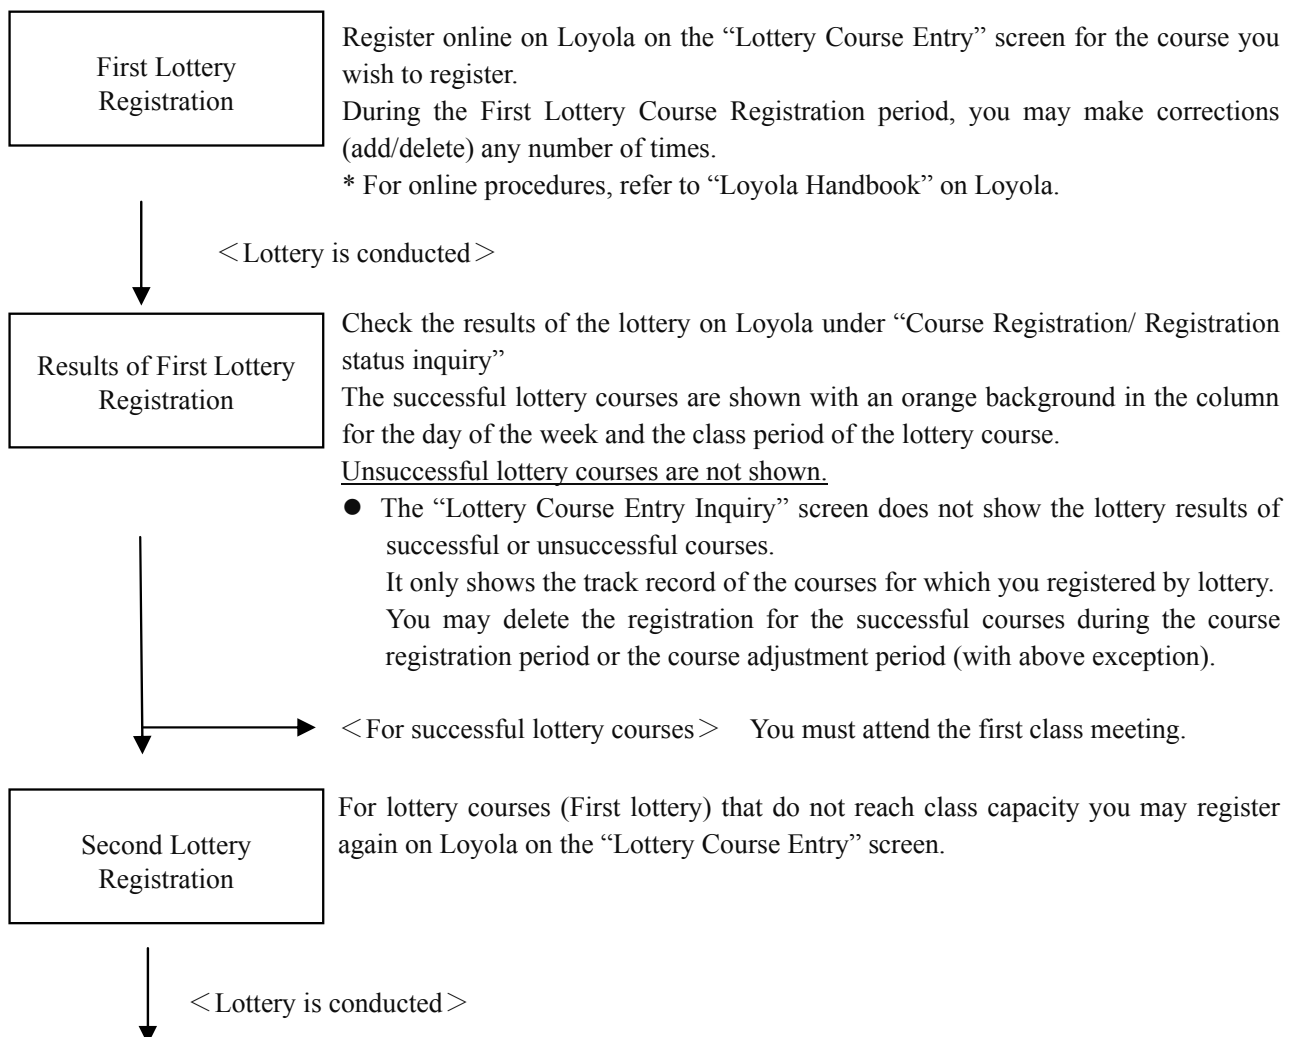 First Lottery
Registration
Register online on Loyola on the “Lottery Course Entry” screen for the course you
wish to register.
During the First Lottery Course Registration period, you may make corrections
(add/delete) any number of times.
* For online procedures, refer to “Loyola Handbook” on Loyola.
＜Lottery is conducted＞
Results of First Lottery
Registration
Check the results of the lottery on Loyola under “Course Registration/ Registration
status inquiry”
The successful lottery courses are shown with an orange background in the column
for the day of the week and the class period of the lottery course.
Unsuccessful lottery courses are not shown.
● The “Lottery Course Entry Inquiry” screen does not show the lottery results of
successful or unsuccessful courses.
It only shows the track record of the courses for which you registered by lottery.
You may delete the registration for the successful courses during the course
registration period or the course adjustment period (with above exception).
＜For successful lottery courses＞ You must attend the first class meeting.
Second Lottery
Registration
For lottery courses (First lottery) that do not reach class capacity you may register
again on Loyola on the “Lottery Course Entry” screen.
＜Lottery is conducted＞